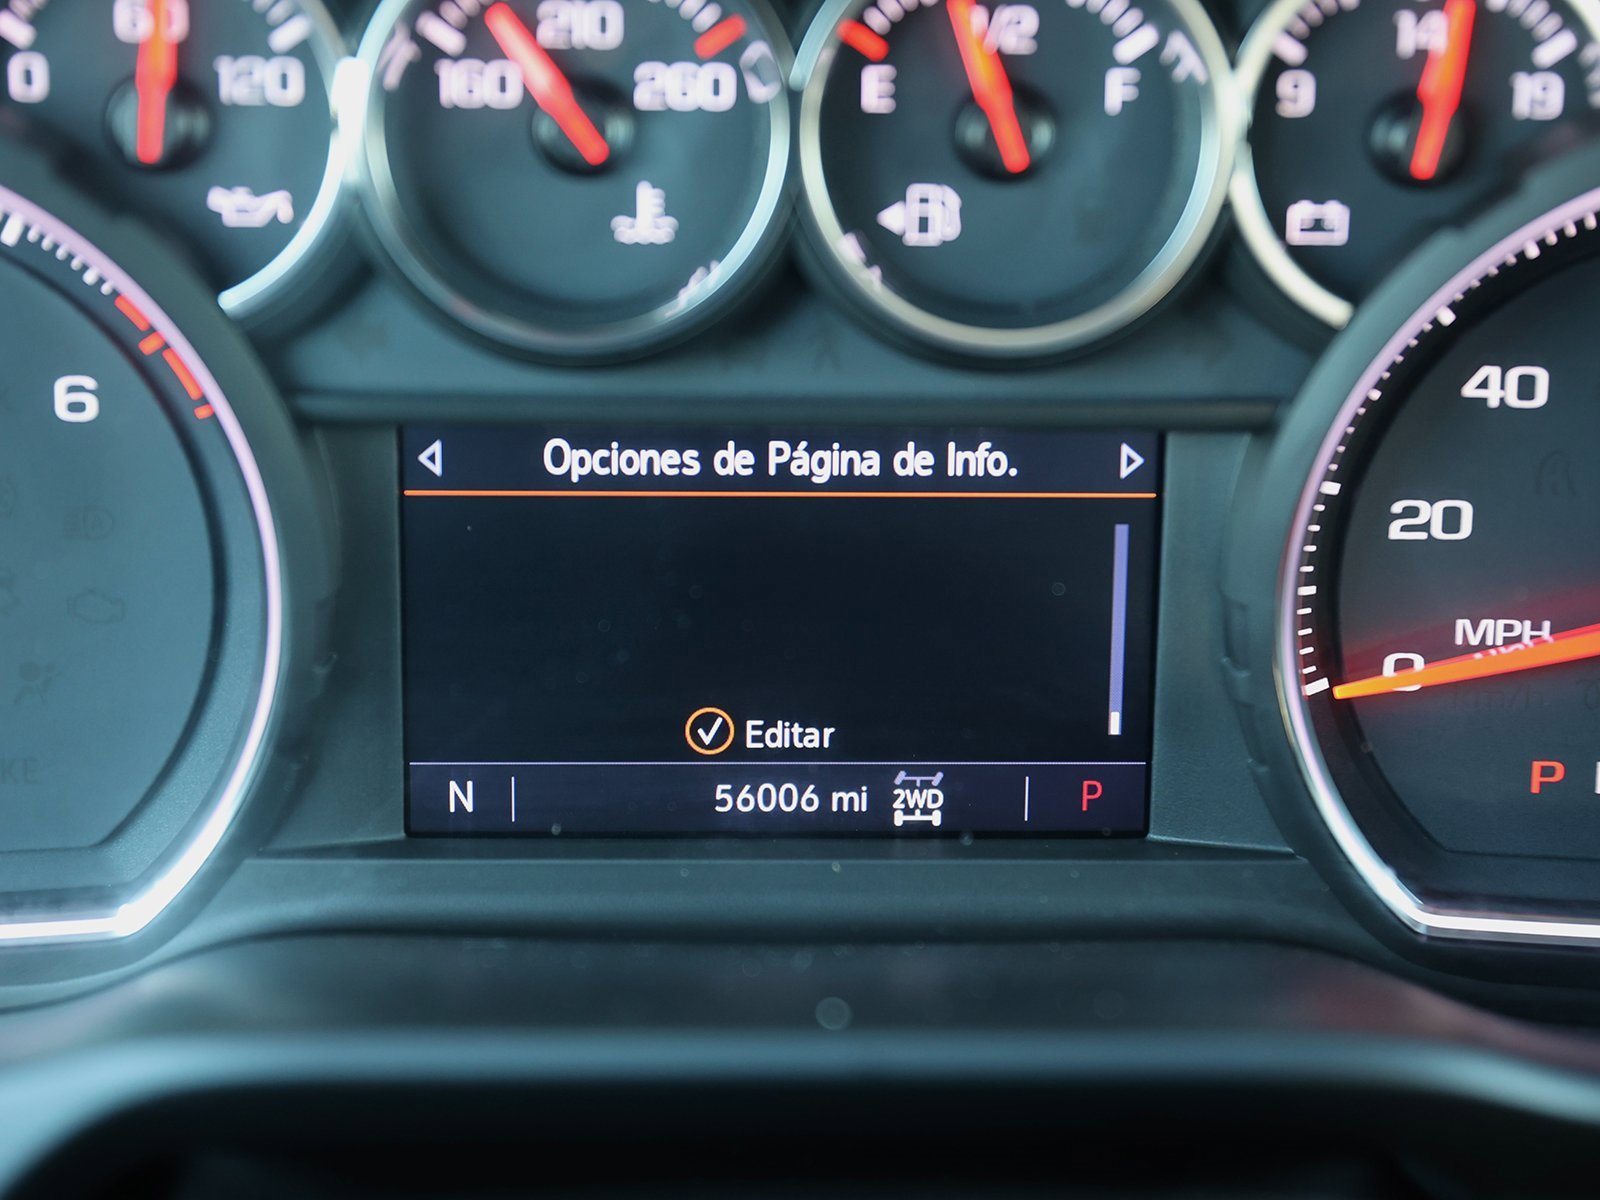 0 60 120
160 210 260
E 1/2 F
9 14 19
6
40
20
MPH
0
P
Opciones de Página de Info.
Editar
N 56006 mi 2WD P